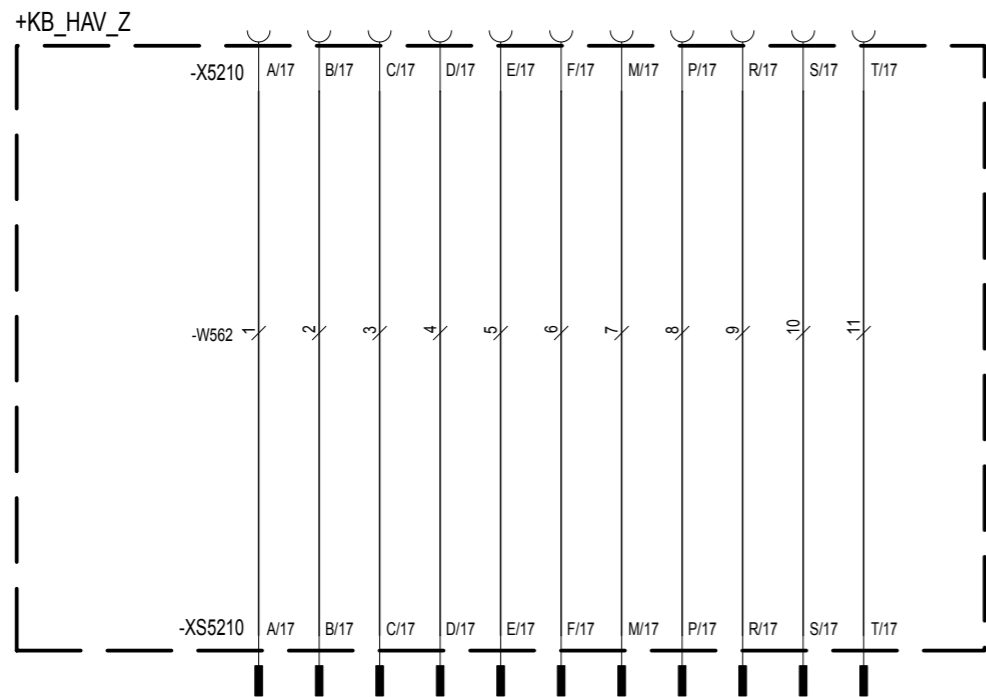 +KB_HAV_Z
-X5210 A/17 B/17 C/17 D/17 E/17 F/17 M/17 P/17 R/17 S/17 T/17
-W562 1 2 3 4 5 6 7 8 9 10 11
-XS5210 A/17 B/17 C/17 D/17 E/17 F/17 M/17 P/17 R/17 S/17 T/17